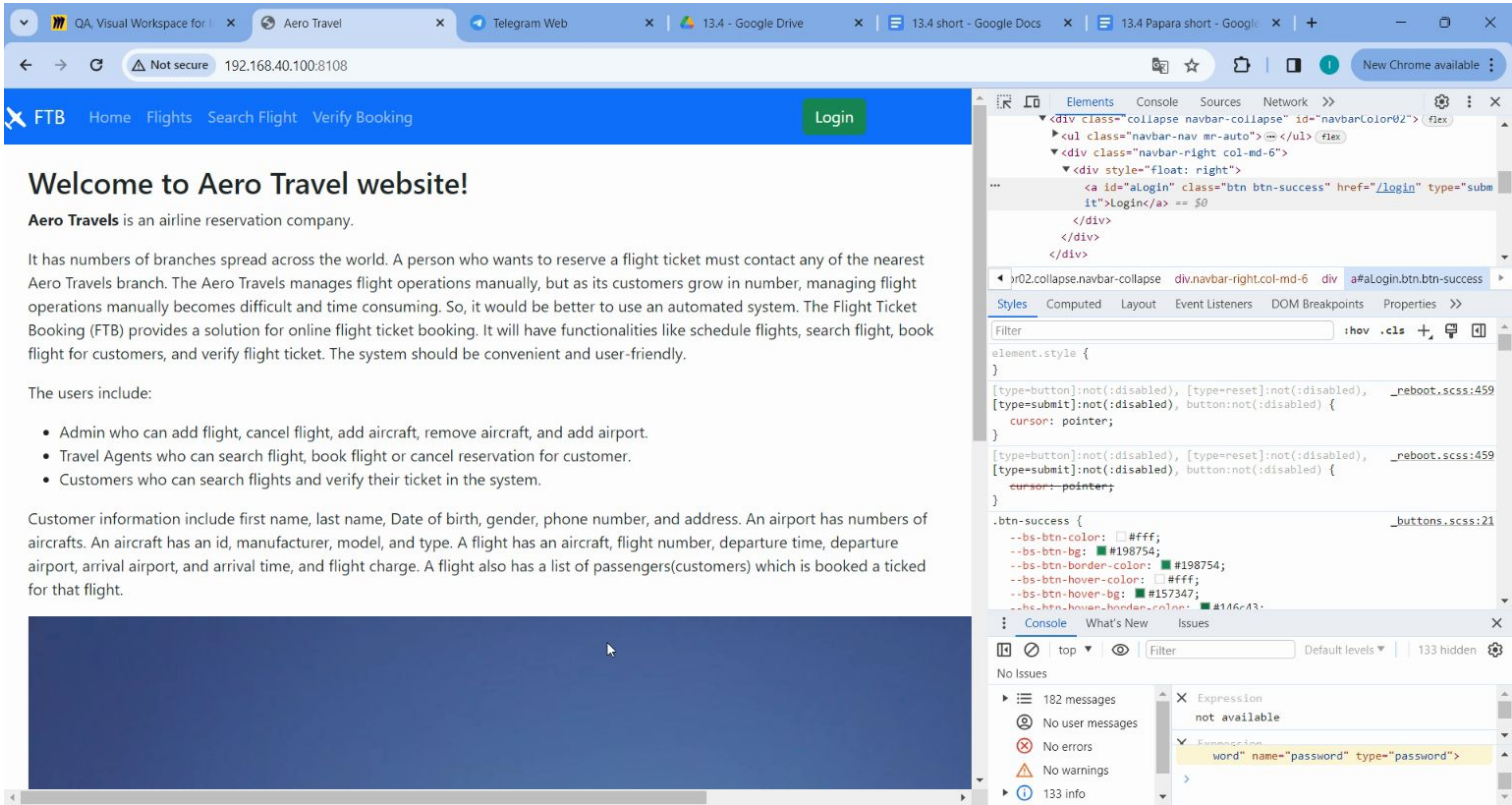 QA, Visual Workspace for I
Aero Travel
Telegram Web
13.4 - Google Drive
13.4 short - Google Docs
13.4 Papara short - Google
Not secure 192.168.40.100:8108
New Chrome available
FTB Home Flights Search Flight Verify Booking Login
Welcome to Aero Travel website!
Aero Travels is an airline reservation company.
It has numbers of branches spread across the world. A person who wants to reserve a flight ticket must contact any of the nearest
Aero Travels branch. The Aero Travels manages flight operations manually, but as its customers grow in number, managing flight
operations manually becomes difficult and time consuming. So, it would be better to use an automated system. The Flight Ticket
Booking (FTB) provides a solution for online flight ticket booking. It will have functionalities like schedule flights, search flight, book
flight for customers, and verify flight ticket. The system should be convenient and user-friendly.
The users include:
• Admin who can add flight, cancel flight, add aircraft, remove aircraft, and add airport.
• Travel Agents who can search flight, book flight or cancel reservation for customer.
• Customers who can search flights and verify their ticket in the system.
Customer information include first name, last name, Date of birth, gender, phone number, and address. An airport has numbers of
aircrafts. An aircraft has an id, manufacturer, model, and type. A flight has an aircraft, flight number, departure time, departure
airport, arrival airport, and arrival time, and flight charge. A flight also has a list of passengers(customers) which is booked a ticked
for that flight.
Elements Console Sources Network
<div class="collapse navbar-collapse" id="navbarColor02"> flex
<ul class="navbar-nav mr-auto"> … </ul> flex
<div class="navbar-right col-md-6">
<div style="float: right">
<a id="aLogin" class="btn btn-success" href="/login" type="subm
it">Login</a> == $0
</div>
</div>
</div>
or02.collapse.navbar-collapse div.navbar-right.col-md-6 div a#aLogin.btn.btn-success
Styles Computed Layout Event Listeners DOM Breakpoints Properties
Filter :hov .cls
element.style {
}
[type=button]:not(:disabled), [type=reset]:not(:disabled), _reboot.scss:459
[type=submit]:not(:disabled), button:not(:disabled) {
cursor: pointer;
}
[type=button]:not(:disabled), [type=reset]:not(:disabled), _reboot.scss:459
[type=submit]:not(:disabled), button:not(:disabled) {
cursor: pointer;
}
.btn-success { _buttons.scss:21
--bs-btn-color: #fff;
--bs-btn-bg: #198754;
--bs-btn-border-color: #198754;
--bs-btn-hover-color: #fff;
--bs-btn-hover-bg: #157347;
--bs-btn-hover-border-color: #146c43;
Console What's New Issues
top Filter Default levels 133 hidden
No Issues
182 messages
No user messages
No errors
No warnings
133 info
Expression
not available
Expression
word" name="password" type="password">